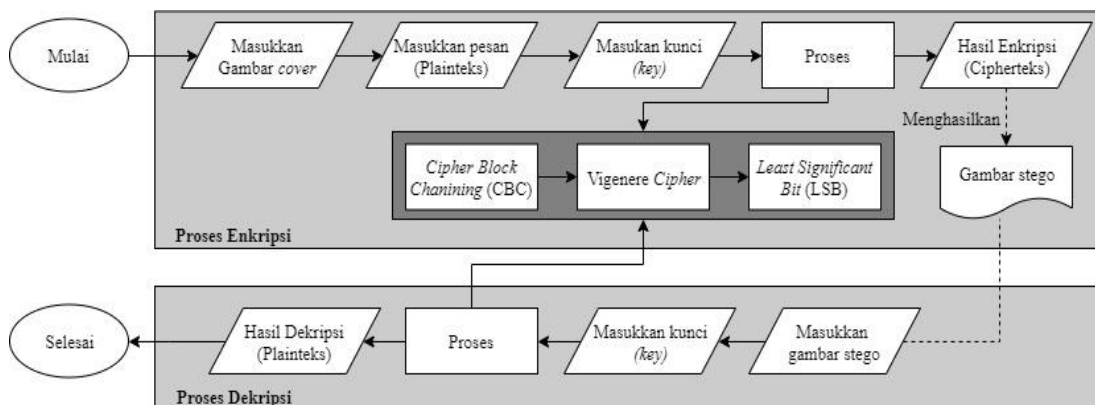 Mulai
Masukkan
Gambar cover
Masukkan pesan
(Plainteks)
Masukan kunci
(key)
Proses
Hasil Enkripsi
(Cipherteks)
Menghasilkan
Cipher Block
Chanining (CBC)
Vigenere Cipher
Least Significant
Bit (LSB)
Gambar stego
Proses Enkripsi
Selesai
Hasil Dekripsi
(Plainteks)
Proses
Masukkan kunci
(key)
Masukkan
gambar stego
Proses Dekripsi